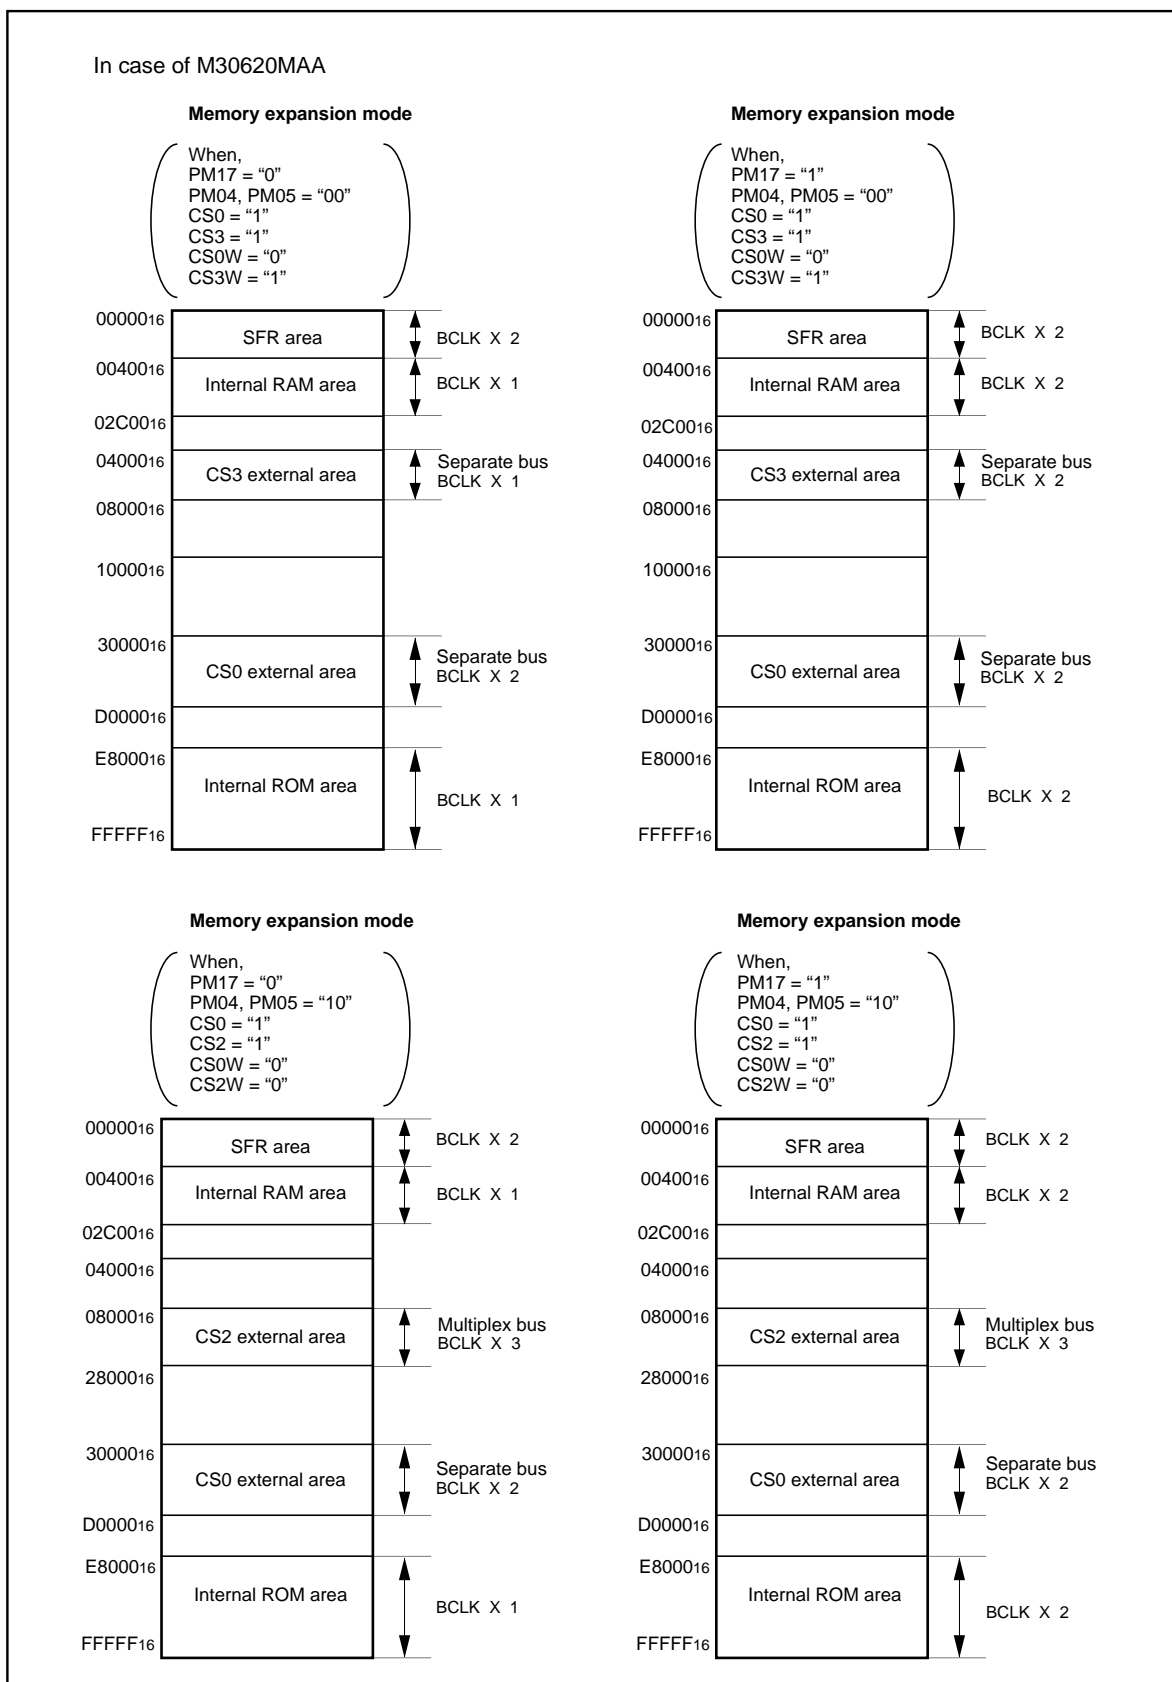 In case of M30620MAA
Memory expansion mode
When,
PM17 = “0”
PM04, PM05 = “00”
CS0 = “1”
CS3 = “1”
CS0W = “0”
CS3W = “1”
0000016
SFR area
BCLK X 2
0040016
Internal RAM area
BCLK X 1
02C0016
0400016
CS3 external area
Separate bus
BCLK X 1
0800016
1000016
3000016
CS0 external area
Separate bus
BCLK X 2
D000016
E800016
Internal ROM area
BCLK X 1
FFFFF16
Memory expansion mode
When,
PM17 = “1”
PM04, PM05 = “00”
CS0 = “1”
CS3 = “1”
CS0W = “0”
CS3W = “1”
0000016
SFR area
BCLK X 2
0040016
Internal RAM area
BCLK X 2
02C0016
0400016
CS3 external area
Separate bus
BCLK X 2
0800016
1000016
3000016
CS0 external area
Separate bus
BCLK X 2
D000016
E800016
Internal ROM area
BCLK X 2
FFFFF16
Memory expansion mode
When,
PM17 = “0”
PM04, PM05 = “10”
CS0 = “1”
CS2 = “1”
CS0W = “0”
CS2W = “0”
0000016
SFR area
BCLK X 2
0040016
Internal RAM area
BCLK X 1
02C0016
0400016
0800016
CS2 external area
Multiplex bus
BCLK X 3
2800016
3000016
CS0 external area
Separate bus
BCLK X 2
D000016
E800016
Internal ROM area
BCLK X 1
FFFFF16
Memory expansion mode
When,
PM17 = “1”
PM04, PM05 = “10”
CS0 = “1”
CS2 = “1”
CS0W = “0”
CS2W = “0”
0000016
SFR area
BCLK X 2
0040016
Internal RAM area
BCLK X 2
02C0016
0400016
0800016
CS2 external area
Multiplex bus
BCLK X 3
2800016
3000016
CS0 external area
Separate bus
BCLK X 2
D000016
E800016
Internal ROM area
BCLK X 2
FFFFF16